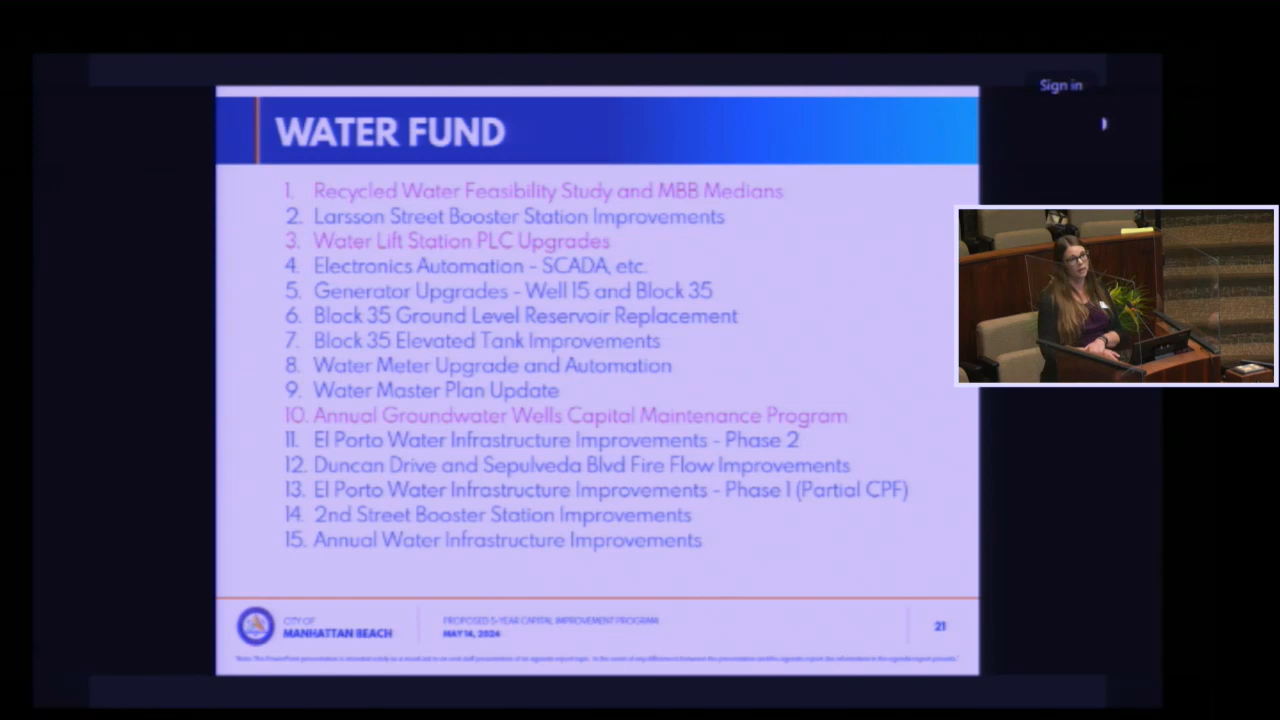 Sign in
WATER FUND
1. Recycled Water Feasibility Study and MBB Medians
2. Larsson Street Booster Station Improvements
3. Water Lift Station PLC Upgrades
4. Electronics Automation - SCADA, etc.
5. Generator Upgrades - Well 15 and Block 35
6. Block 35 Ground Level Reservoir Replacement
7. Block 35 Elevated Tank Improvements
8. Water Meter Upgrade and Automation
9. Water Master Plan Update
10. Annual Groundwater Wells Capital Maintenance Program
11. El Porto Water Infrastructure Improvements - Phase 2
12. Duncan Drive and Sepulveda Blvd Fire Flow Improvements
13. El Porto Water Infrastructure Improvements - Phase 1 (Partial CPF)
14. 2nd Street Booster Station Improvements
15. Annual Water Infrastructure Improvements
CITY OF
MANHATTAN BEACH
PROPOSED 5-YEAR CAPITAL IMPROVEMENT PROGRAM
MAY 14, 2024
21